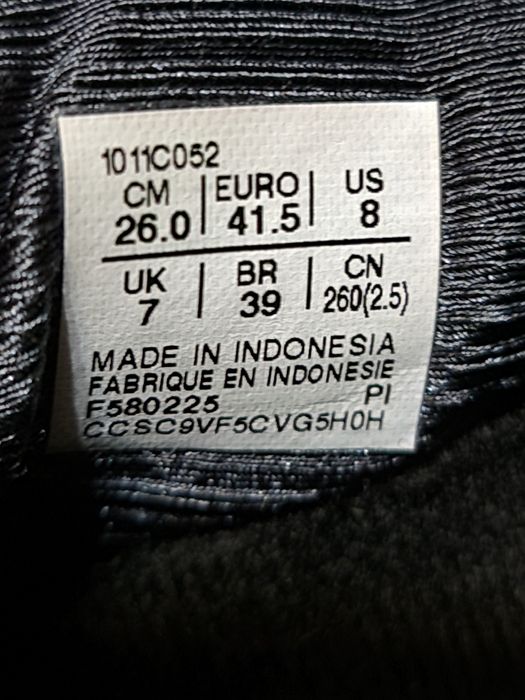 1011C052
CM | EURO | US
26.0 | 41.5 | 8
UK | BR | CN
7 | 39 | 260(2.5)
MADE IN INDONESIA
FABRIQUE EN INDONESIE
F580225 PI
CCSC9VF5CVG5H0H